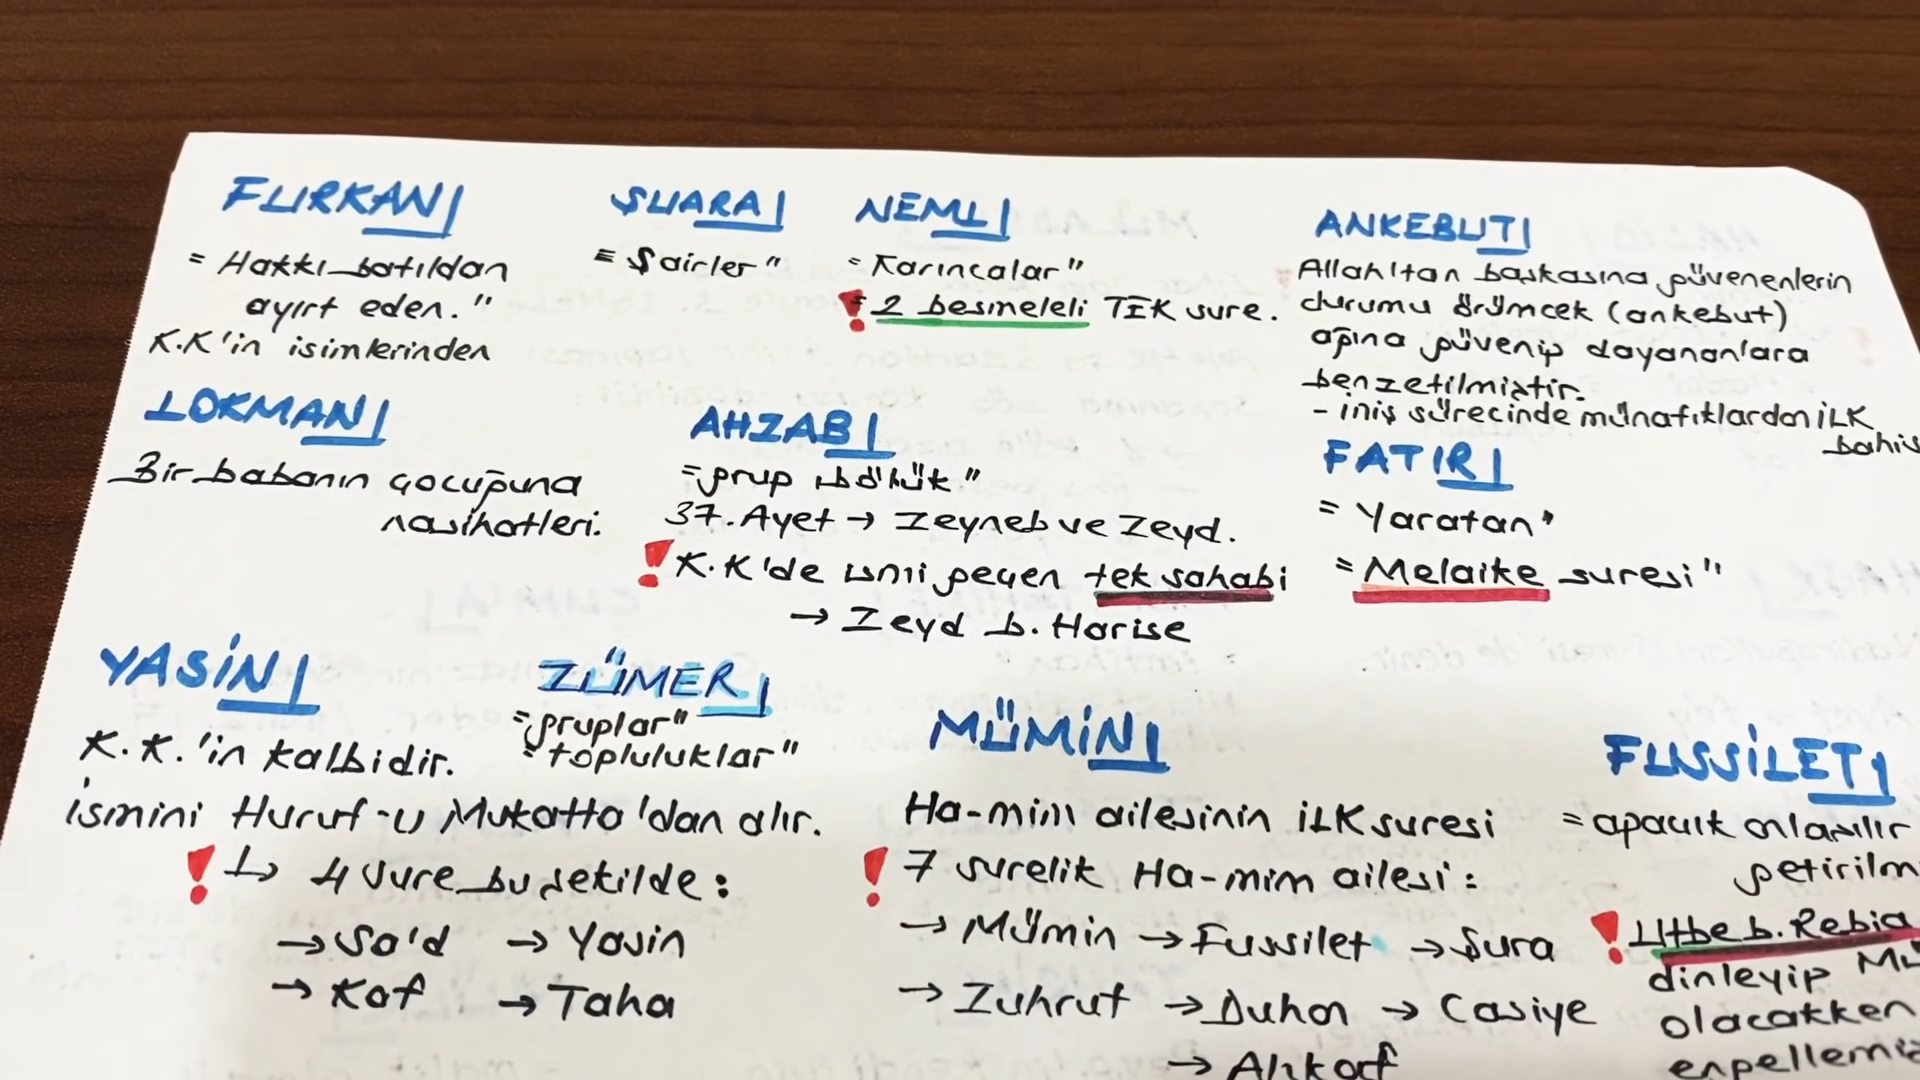 FURKAN
= Hakkı batıldan
ayırt eden."
K.K'in isimlerinden
ŞUARA
= Şairler"
NEML
= Karıncalar"
! 2 besmeleli TEK sure.
ANKEBUT
Allah'tan başkasına güvenenlerin
durumu örümcek (ankebut)
ağına güvenip dayananlara
benzetilmiştir.
- iniş sürecinde münafıklardan İLK
bahis
LOKMAN
Bir babanın çocuğuna
nasihatleri.
AHZAB
= grup bölük"
37. Ayet → Zeyneb ve Zeyd.
! K.K'de ismi geçen tek sahabi
→ Zeyd b. Harise
FATIR
= Yaratan"
= Melaike suresi"
YASİN
K.K.'in kalbidir.
ismini Huruf-u Mukatta'dan alır.
! ↳ 4 sure bu şekilde:
→ Sa'd → Yasin
→ Kaf → Taha
ZÜMER
= gruplar"
= topluluklar"
MÜMİN
Ha-mim ailesinin İLK suresi
! 7 surelik Ha-mim ailesi:
→ Mümin → Fussilet → Şura
→ Zuhruf → Duhan → Casiye
→ Ahkaf
FUSSİLET
= apaçık anlaşılır
getirilm
! Utbe b. Rebia
dinleyip Mü
olacakken
engellemiş